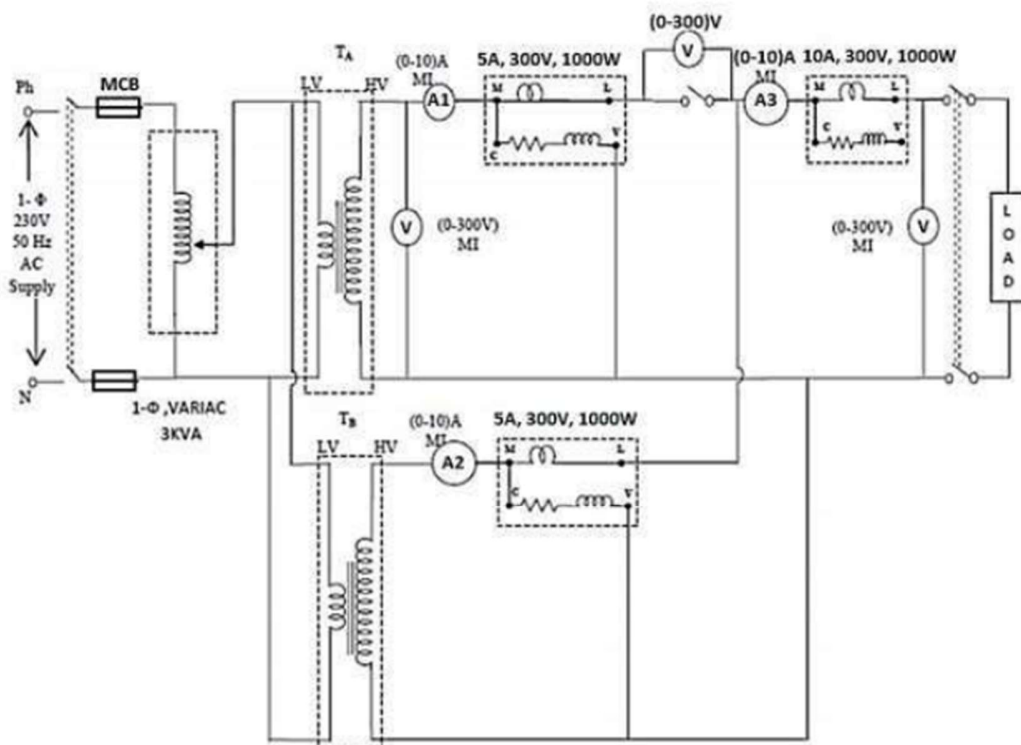 (0-300)V
V
T_A
(0-10)A
MI
5A, 300V, 1000W
(0-10)A
MI
10A, 300V, 1000W
Ph
MCB
LV
HV
A1
M
L
A3
M
L
C
V
C
V
1- Φ
230V
50 Hz
AC
Supply
V
(0-300V)
MI
(0-300V)
MI
V
L
O
A
D
N
1-Φ ,VARIAC
3KVA
T_B
(0-10)A
MI
5A, 300V, 1000W
LV
HV
A2
M
L
C
V